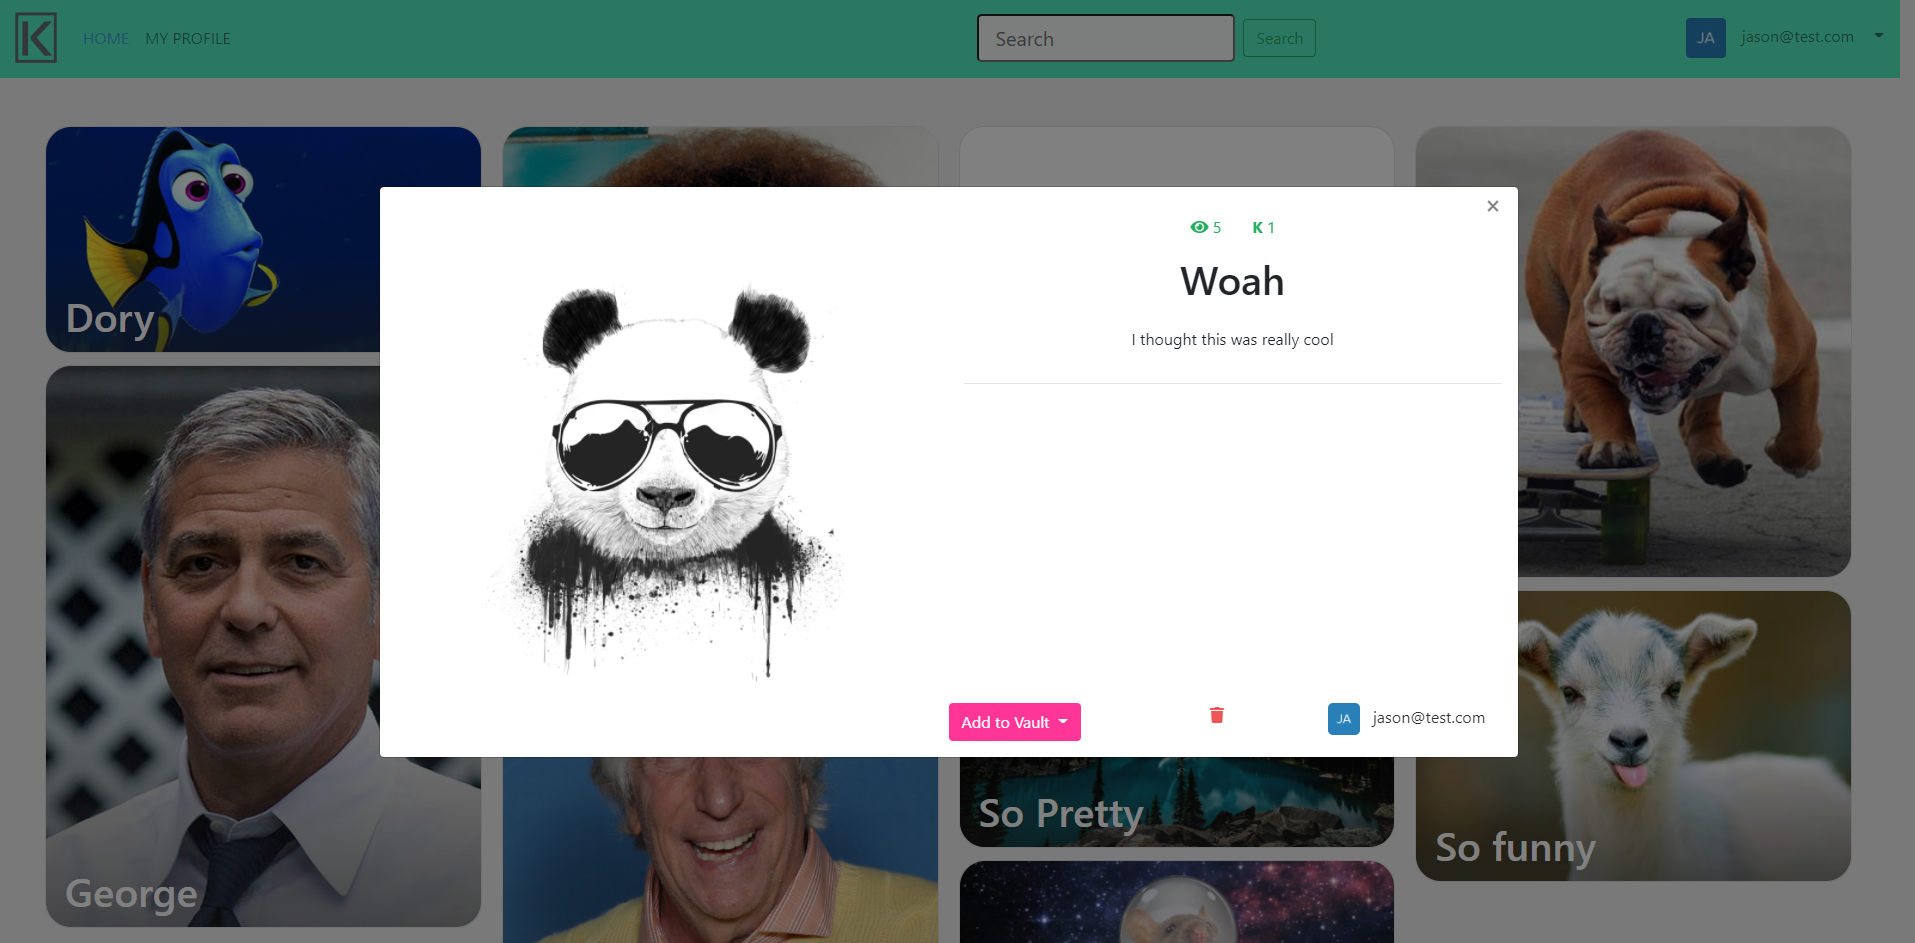 K HOME MY PROFILE Search Search JA jason@test.com
Dory
George
So Pretty
So funny
×
5 K 1
Woah
I thought this was really cool
Add to Vault JA jason@test.com